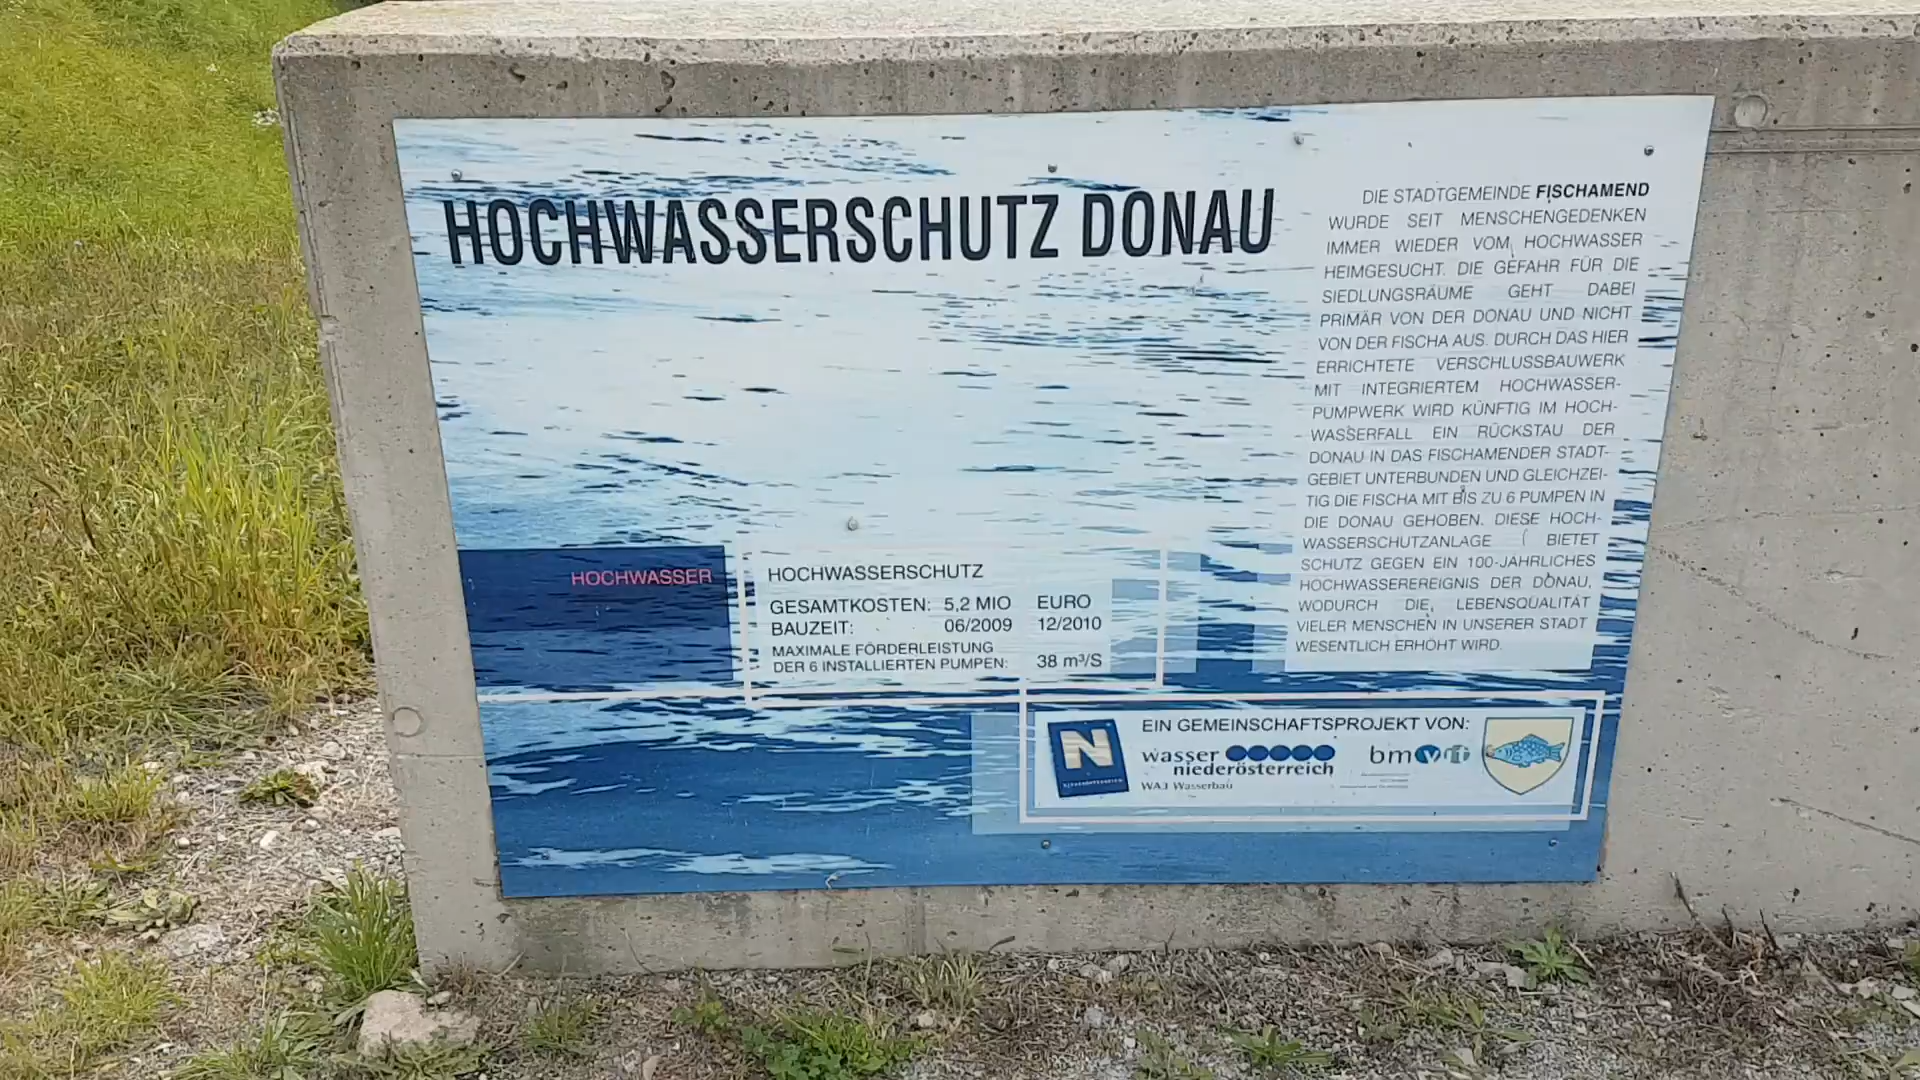 HOCHWASSERSCHUTZ DONAU
DIE STADTGEMEINDE FISCHAMEND
WURDE SEIT MENSCHENGEDENKEN
IMMER WIEDER VOM HOCHWASSER
HEIMGESUCHT. DIE GEFAHR FÜR DIE
SIEDLUNGSRÄUME GEHT DABEI
PRIMÄR VON DER DONAU UND NICHT
VON DER FISCHA AUS. DURCH DAS HIER
ERRICHTETE VERSCHLUSSBAUWERK
MIT INTEGRIERTEM HOCHWASSER-
PUMPWERK WIRD KÜNFTIG IM HOCH-
WASSERFALL EIN RÜCKSTAU DER
DONAU IN DAS FISCHAMENDER STADT-
GEBIET UNTERBUNDEN UND GLEICHZEI-
TIG DIE FISCHA MIT BIS ZU 6 PUMPEN IN
DIE DONAU GEHOBEN. DIESE HOCH-
WASSERSCHUTZANLAGE BIETET
SCHUTZ GEGEN EIN 100-JÄHRLICHES
HOCHWASSEREREIGNIS DER DONAU,
WODURCH DIE LEBENSQUALITÄT
VIELER MENSCHEN IN UNSERER STADT
WESENTLICH ERHÖHT WIRD.
HOCHWASSER
HOCHWASSERSCHUTZ
GESAMTKOSTEN: 5,2 MIO EURO
BAUZEIT: 06/2009 12/2010
MAXIMALE FÖRDERLEISTUNG
DER 6 INSTALLIERTEN PUMPEN: 38 m³/S
EIN GEMEINSCHAFTSPROJEKT VON:
N
wasser
niederösterreich
WA3 Wasserbau
bmvit